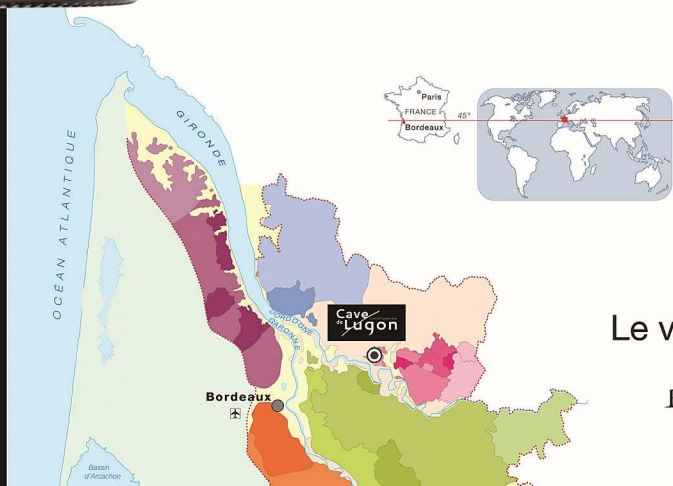 Paris
FRANCE
45°
Bordeaux
GIRONDE
OCÉAN ATLANTIQUE
Cave
de Lugon
DORDOGNE
GARONNE
Le v
Bordeaux
Bassin
d'Arcachon